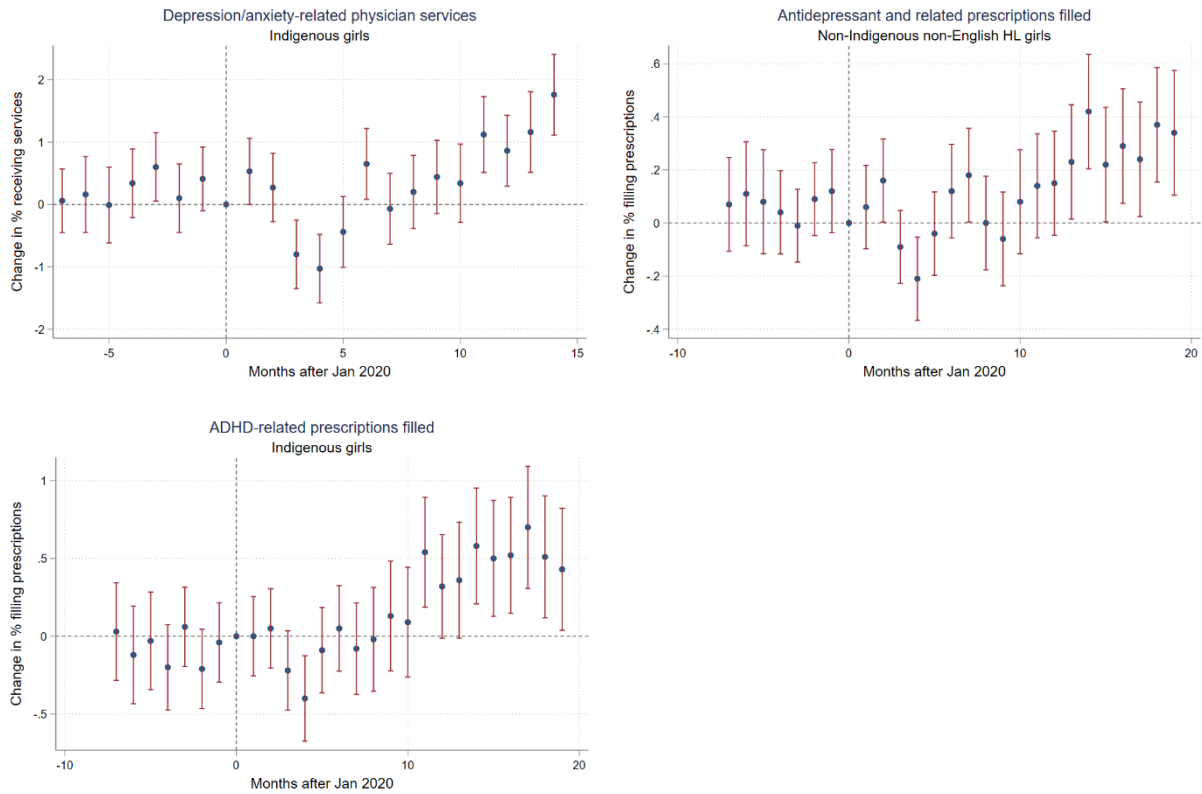 Depression/anxiety-related physician services
Indigenous girls
Change in % receiving services
2
1
0
-1
-2
-5
0
5
10
15
Months after Jan 2020
Antidepressant and related prescriptions filled
Non-Indigenous non-English HL girls
Change in % filling prescriptions
.6
.4
.2
0
-.2
-.4
-10
0
10
20
Months after Jan 2020
ADHD-related prescriptions filled
Indigenous girls
Change in % filling prescriptions
1
.5
0
-.5
-10
0
10
20
Months after Jan 2020